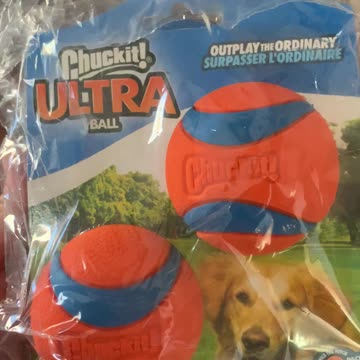 Chuckit!
ULTRA
BALL
OUTPLAY THE ORDINARY
SURPASSER L'ORDINAIRE
Chuckit!